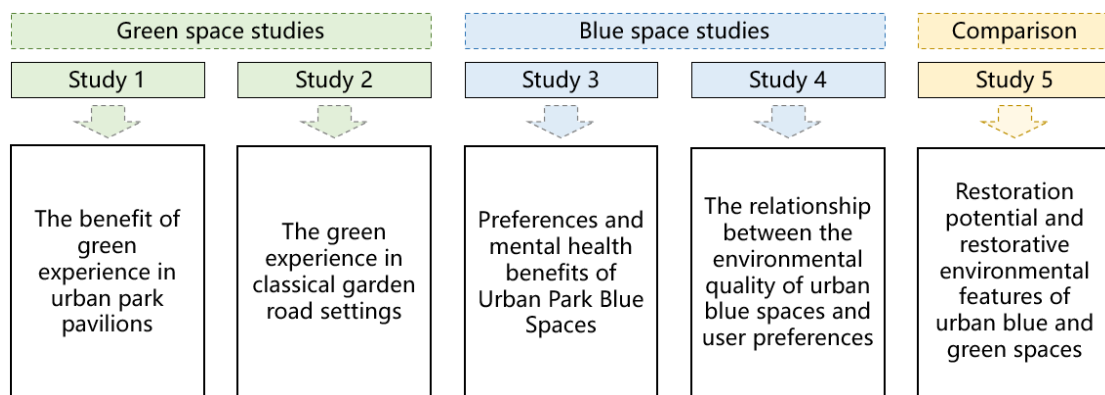 Green space studies
Blue space studies
Comparison
Study 1
Study 2
Study 3
Study 4
Study 5
The benefit of
green
experience in
urban park
pavilions
The green
experience in
classical garden
road settings
Preferences and
mental health
benefits of
Urban Park Blue
Spaces
The relationship
between the
environmental
quality of urban
blue spaces and
user preferences
Restoration
potential and
restorative
environmental
features of
urban blue and
green spaces